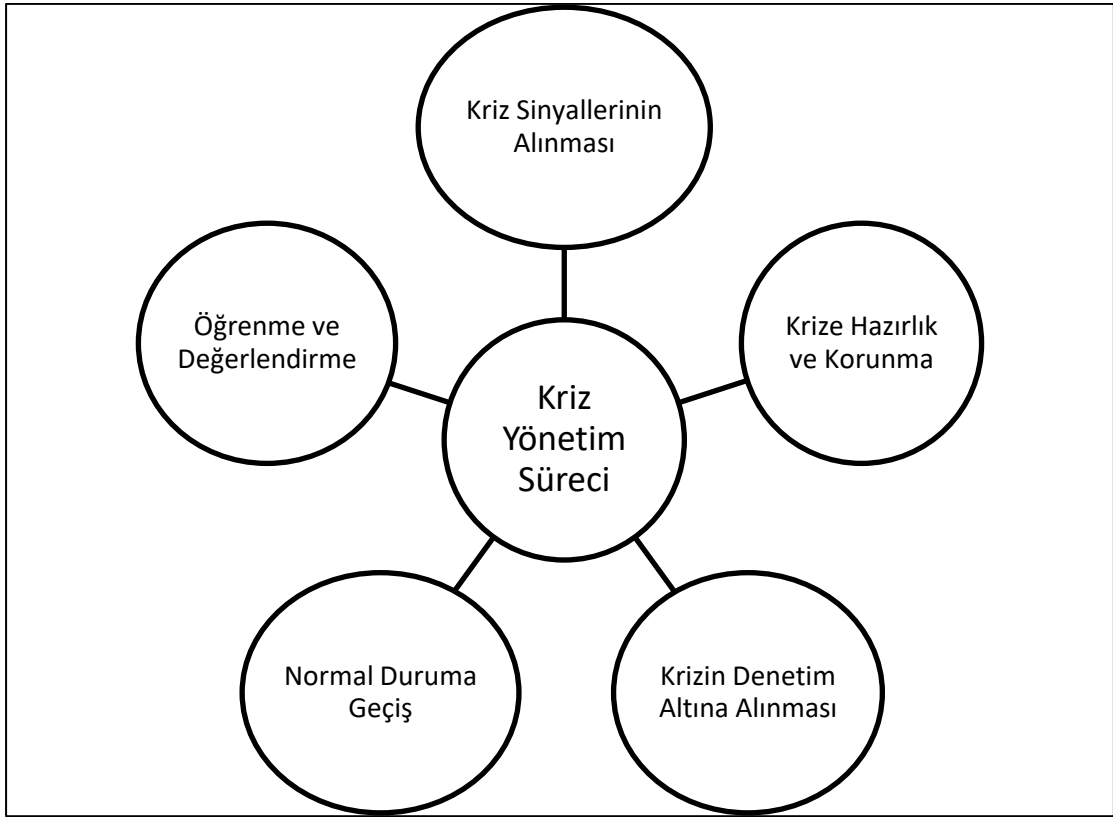 Kriz Sinyallerinin
Alınması
Krize Hazırlık
ve Korunma
Krizin Denetim
Altına Alınması
Normal Duruma
Geçiş
Öğrenme ve
Değerlendirme
Kriz
Yönetim
Süreci